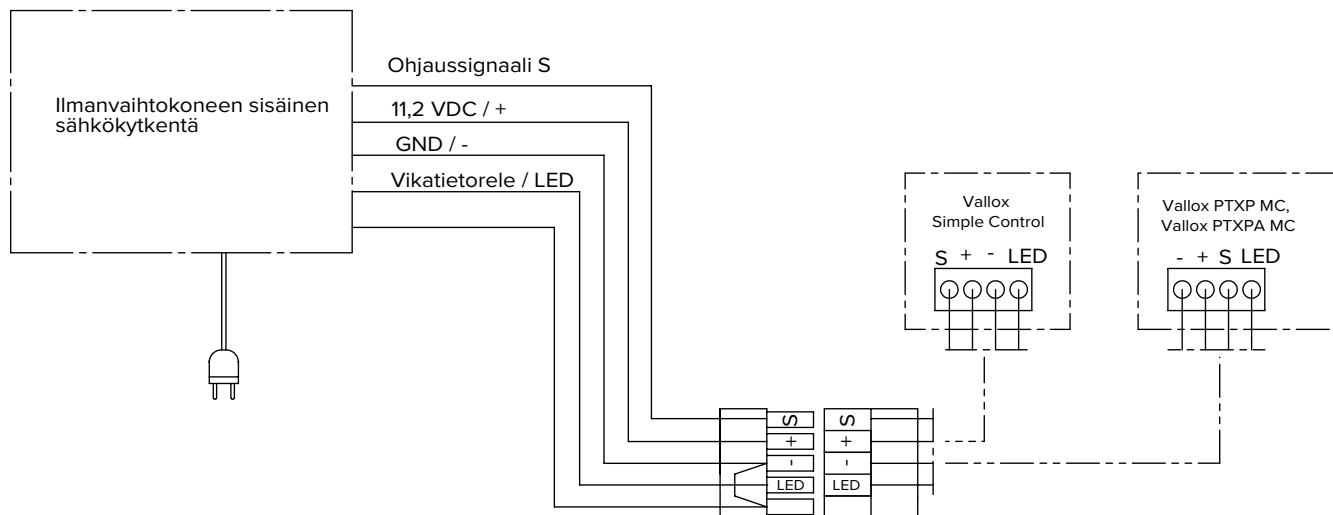 Ohjaussignaali S
Ilmanvaihtokoneen sisäinen
sähkökytkentä
11,2 VDC / +
GND / -
Vikatietorele / LED
Vallox
Simple Control
S + - LED
Vallox PTXP MC,
Vallox PTXPA MC
- + S LED
S S
+ +
- -
LED LED